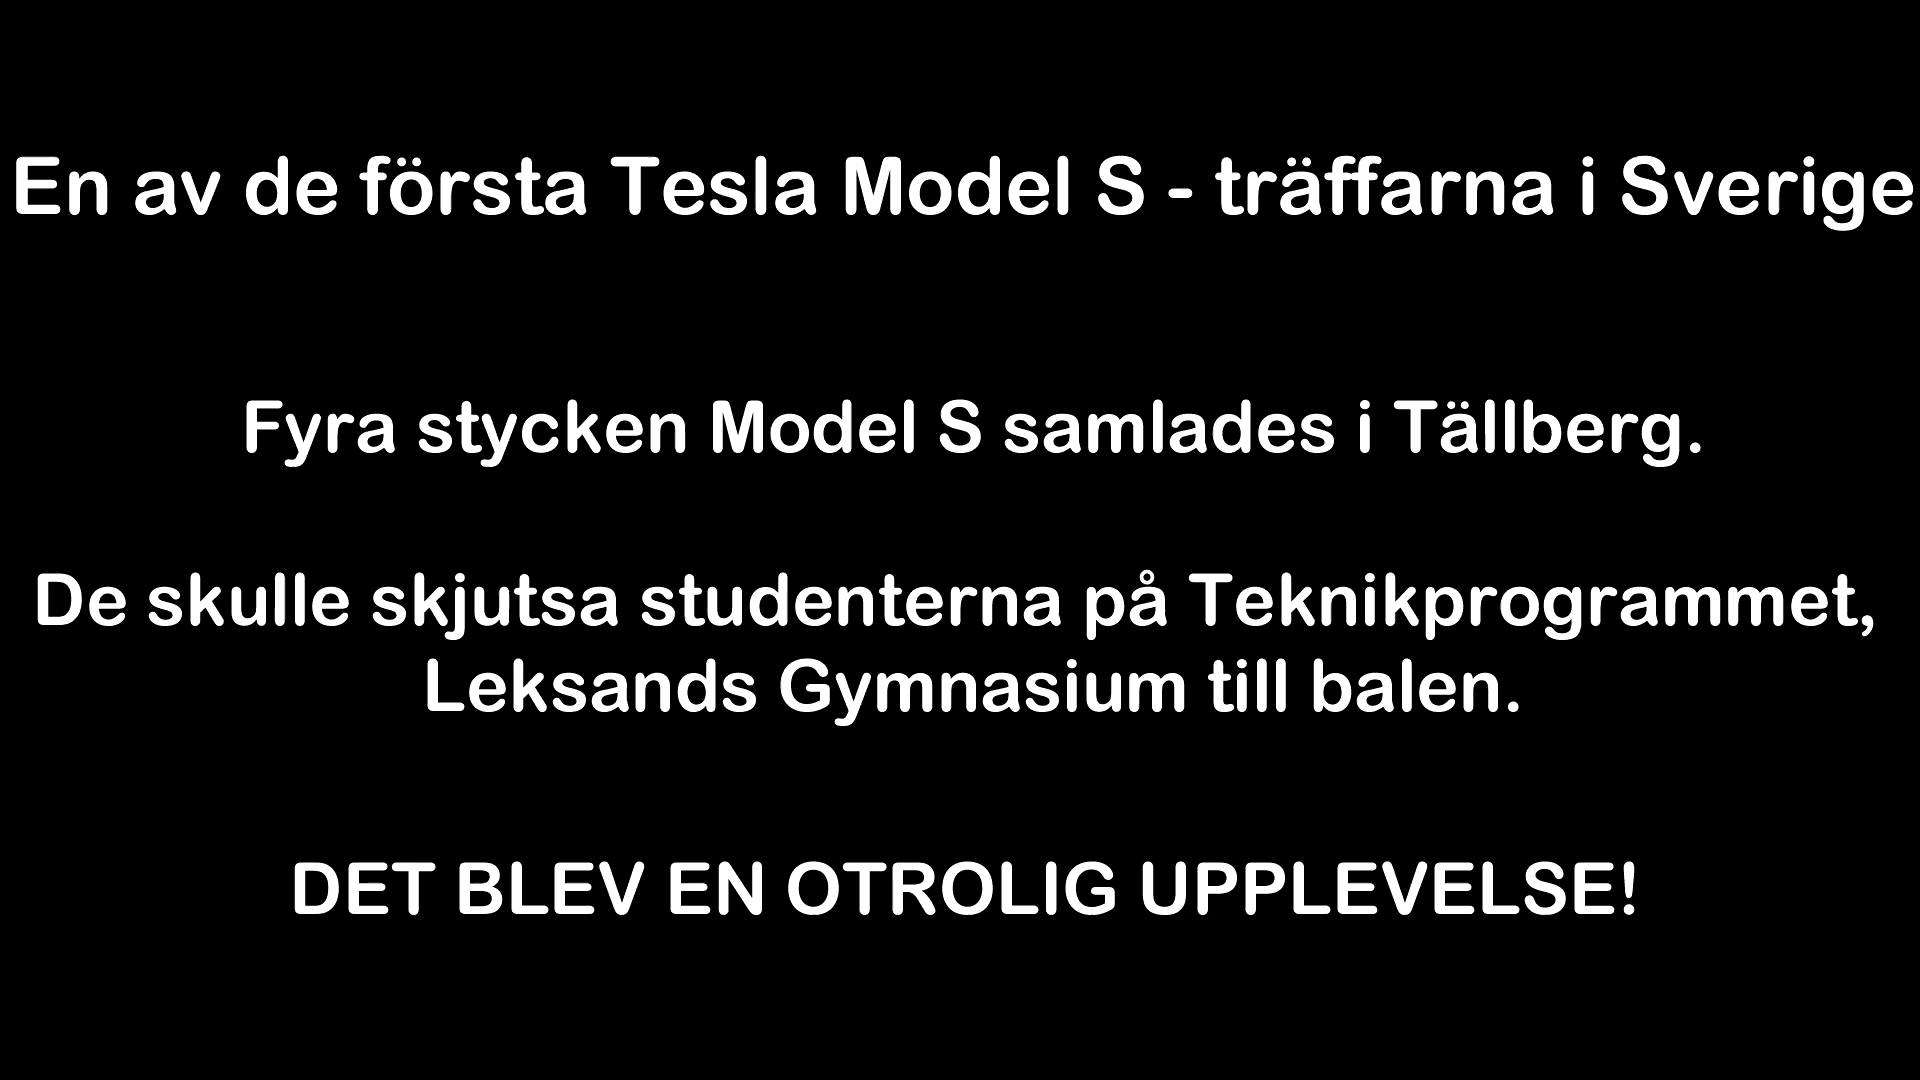 En av de första Tesla Model S - träffarna i Sverige
Fyra stycken Model S samlades i Tällberg.
De skulle skjutsa studenterna på Teknikprogrammet,
Leksands Gymnasium till balen.
DET BLEV EN OTROLIG UPPLEVELSE!